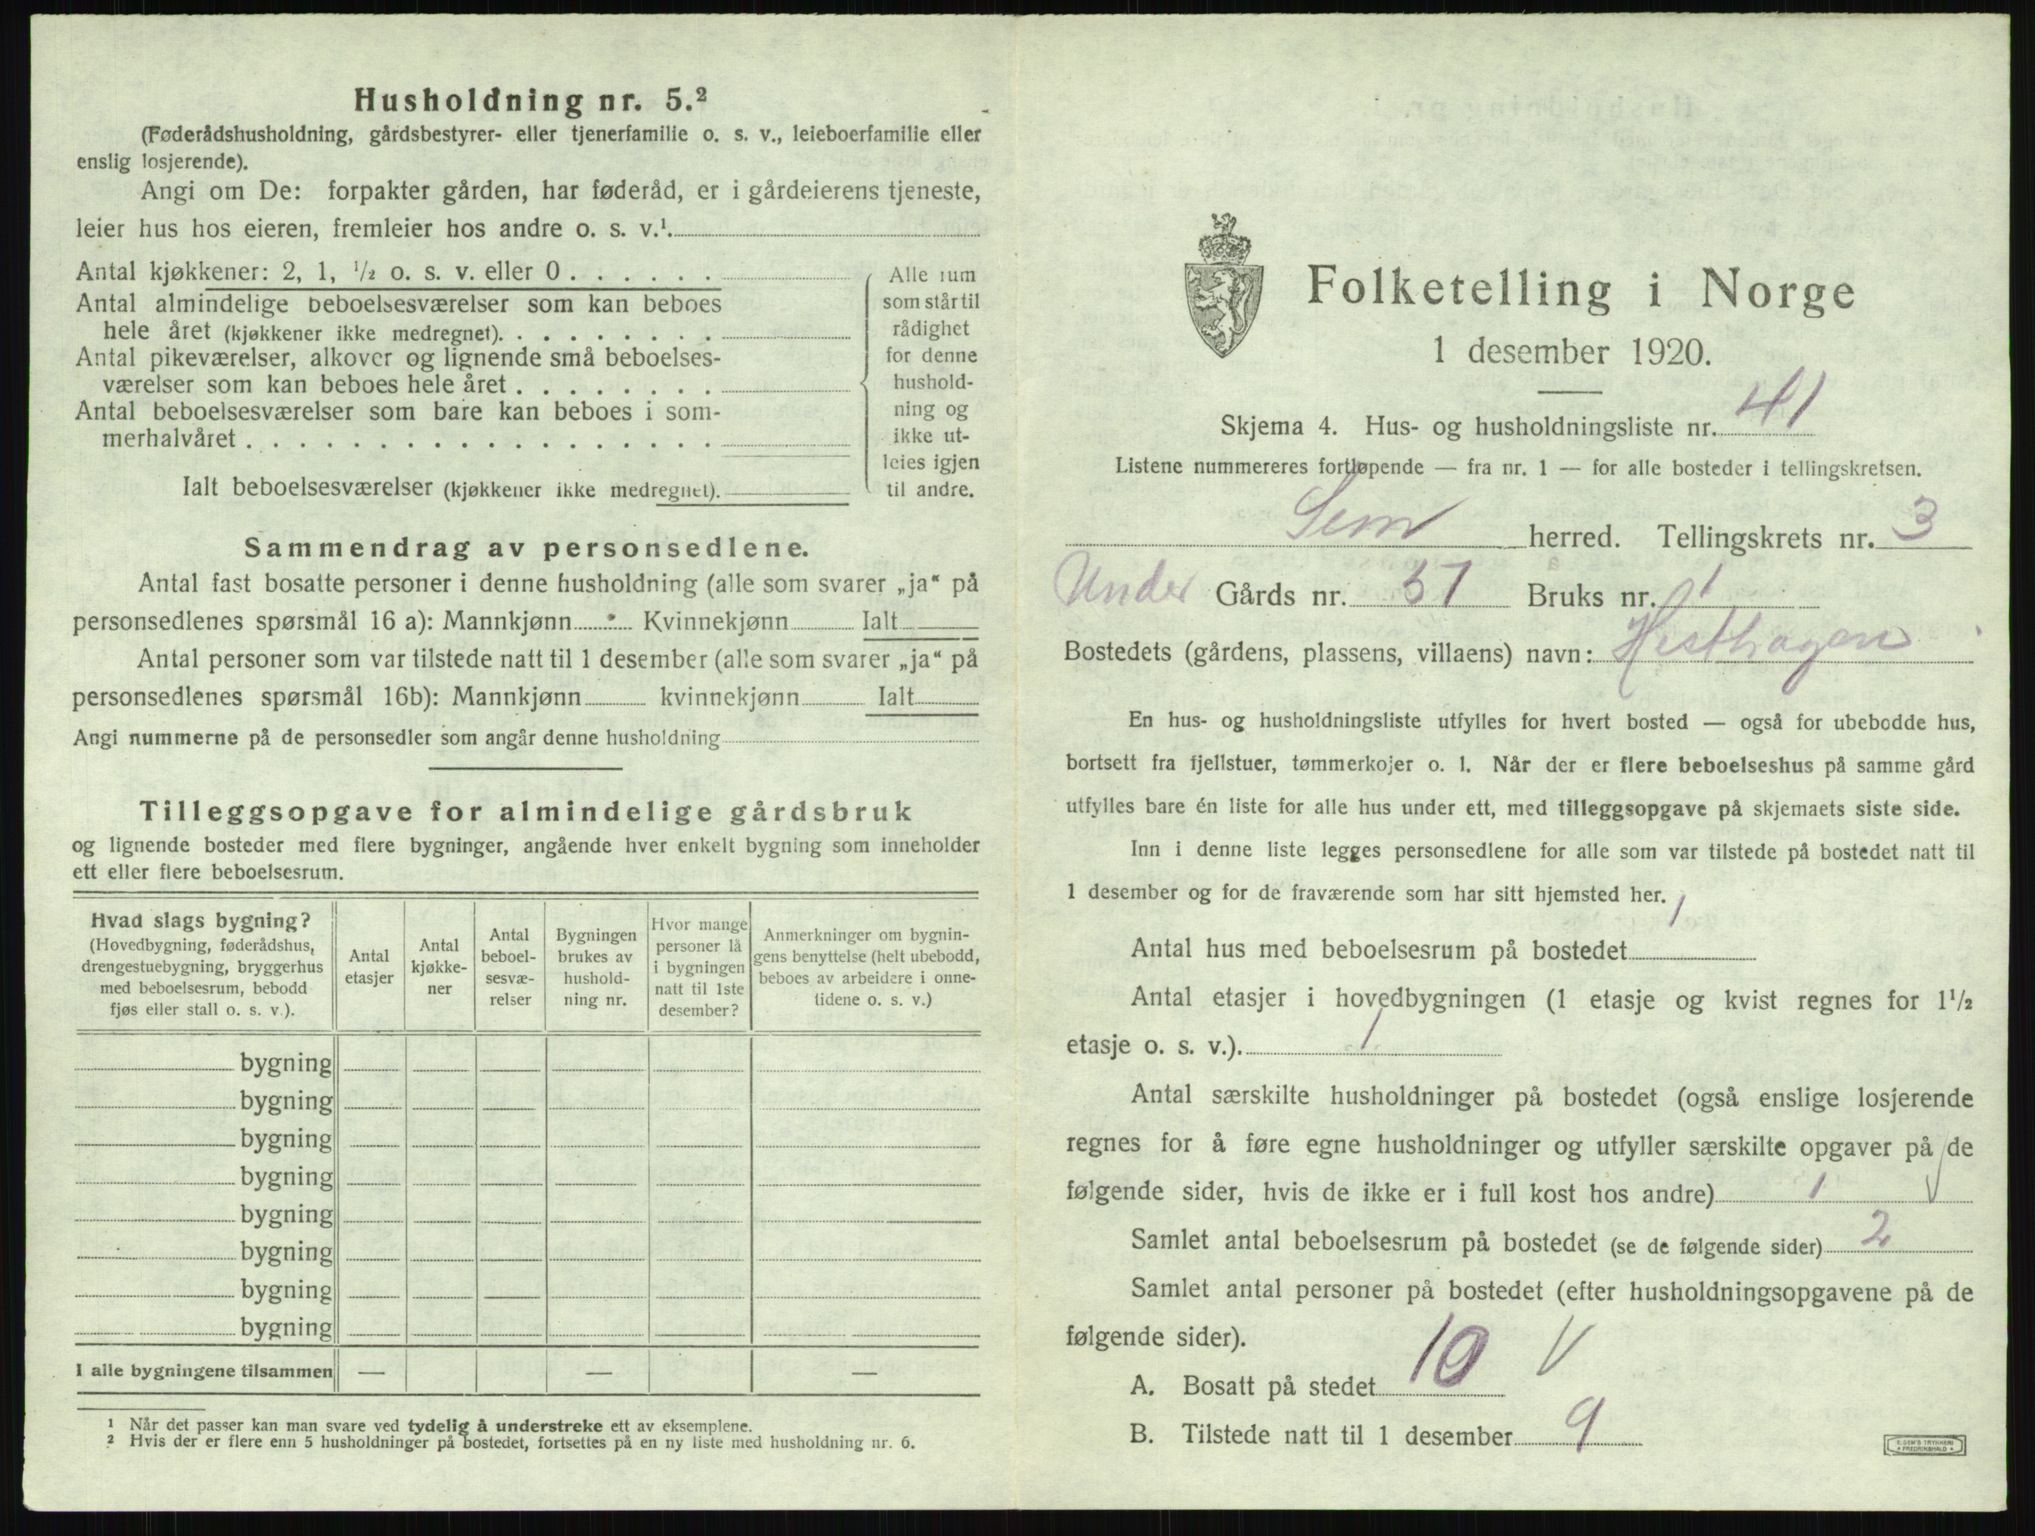 Husholdning nr. 5.²
(Føderådshusholdning, gårdsbestyrer- eller tjenerfamilie o. s. v., leieboerfamilie eller
enslig losjerende).
Angi om De: forpakter gården, har føderåd, er i gårdeierens tjeneste,
leier hus hos eieren, fremleier hos andre o. s. v.¹.
Antal kjøkkener: 2, 1, ½ o. s. v. eller 0 . . . . . .
Antal almindelige beboelsesværelser som kan beboes
hele året (kjøkkener ikke medregnet). . . . . . . . .
Antal pikeværelser, alkover og lignende små beboelses-
værelser som kan beboes hele året . . . . . . . .
Antal beboelsesværelser som bare kan beboes i som-
merhalvåret . . . . . . . . . . . . . . . . . .
Ialt beboelsesværelser (kjøkkener ikke medregnet).
Alle rum
som står til
rådighet
for denne
hushold-
ning og
ikke ut-
leies igjen
til andre.
Sammendrag av personsedlene.
Antal fast bosatte personer i denne husholdning (alle som svarer „ja“ på
personsedlenes spørsmål 16 a): Mannkjønn Kvinnekjønn Ialt
Antal personer som var tilstede natt til 1 desember (alle som svarer „ja“ på
personsedlenes spørsmål 16b): Mannkjønn kvinnekjønn Ialt
Angi nummerne på de personsedler som angår denne husholdning
Tilleggsopgave for almindelige gårdsbruk
og lignende bosteder med flere bygninger, angående hver enkelt bygning som inneholder
ett eller flere beboelsesrum.
Hvad slags bygning?
(Hovedbygning, føderådshus,
drengestuebygning, bryggerhus
med beboelsesrum, bebodd
fjøs eller stall o. s. v.).
Antal
etasjer
Antal
kjøkke-
ner
Antal
beboel-
sesvæ-
relser
Bygningen
brukes av
hushold-
ning nr.
Hvor mange
personer lå
i bygningen
natt til 1ste
desember?
Anmerkninger om bygnin-
gens benyttelse (helt ubebodd,
beboes av arbeidere i onne-
tidene o. s. v.)
bygning
bygning
bygning
bygning
bygning
bygning
bygning
bygning
I alle bygningene tilsammen — — —
¹ Når det passer kan man svare ved tydelig å understreke ett av eksemplene.
² Hvis der er flere enn 5 husholdninger på bostedet, fortsettes på en ny liste med husholdning nr. 6.
Folketelling i Norge
1 desember 1920.
Skjema 4. Hus- og husholdningsliste nr. 41
Listene nummereres fortløpende — fra nr. 1 — for alle bosteder i tellingskretsen.
Sem herred. Tellingskrets nr. 3
Under Gårds nr. 37 Bruks nr. 1
Bostedets (gårdens, plassens, villaens) navn: Hesthagen
En hus- og husholdningsliste utfylles for hvert bosted — også for ubebodde hus,
bortsett fra fjellstuer, tømmerkojer o. l. Når der er flere beboelseshus på samme gård
utfylles bare én liste for alle hus under ett, med tilleggsopgave på skjemaets siste side.
Inn i denne liste legges personsedlene for alle som var tilstede på bostedet natt til
1 desember og for de fraværende som har sitt hjemsted her.
Antal hus med beboelsesrum på bostedet 1
Antal etasjer i hovedbygningen (1 etasje og kvist regnes for 1½
etasje o. s. v.). 1
Antal særskilte husholdninger på bostedet (også enslige losjerende
regnes for å føre egne husholdninger og utfyller særskilte opgaver på de
følgende sider, hvis de ikke er i full kost hos andre) 1 √
Samlet antal beboelsesrum på bostedet (se de følgende sider) 2
Samlet antal personer på bostedet (efter husholdningsopgavene på de
følgende sider).
A. Bosatt på stedet 10 √
B. Tilstede natt til 1 desember 9
E. SEM'S TRYKKERI
• FREDRIKSHALD •